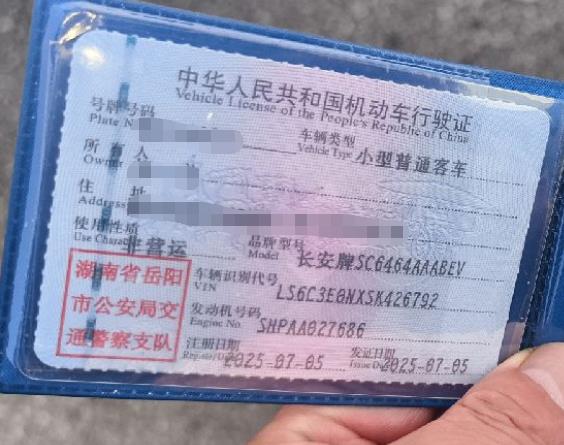 中华人民共和国机动车行驶证
Vehicle License of the People's Republic of China
号牌号码
Plate No.
车辆类型
Vehicle Type
小型普通客车
所有人
Owner
住址
Address
使用性质
Use Character
非营运
品牌型号
Model
长安牌SC6464AAABEV
湖南省岳阳
市公安局交
通警察支队
车辆识别代号
VIN
LS6C3E0NXSK426792
发动机号码
Engine No.
SHPAA027686
注册日期
Register Date
2025-07-05
发证日期
Issue Date
2025-07-05